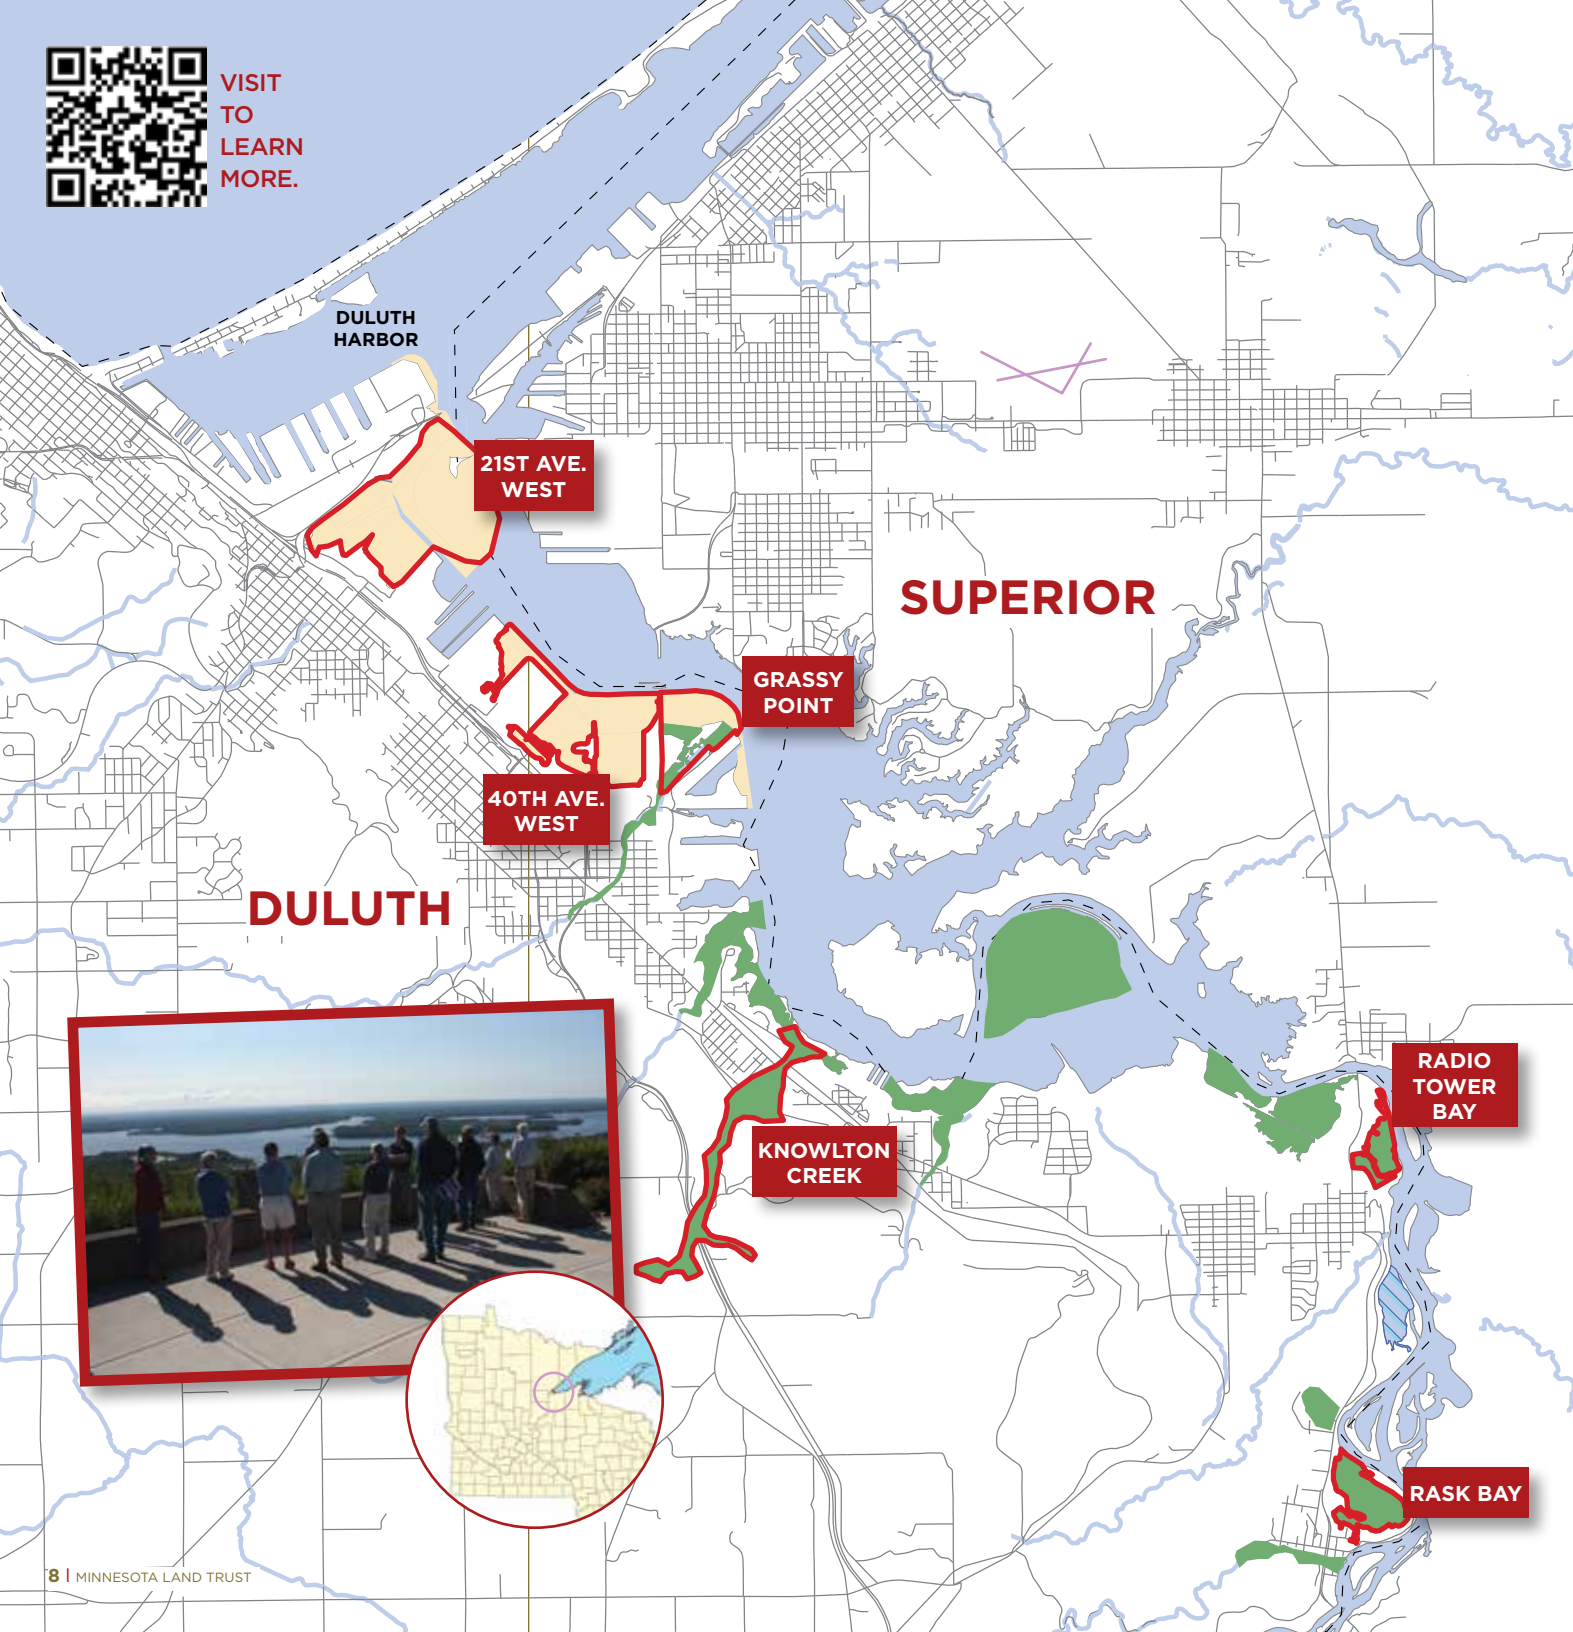 VISIT
TO
LEARN
MORE.
DULUTH
HARBOR
21ST AVE.
WEST
SUPERIOR
GRASSY
POINT
40TH AVE.
WEST
DULUTH
RADIO
TOWER
BAY
KNOWLTON
CREEK
RASK BAY
8 | MINNESOTA LAND TRUST